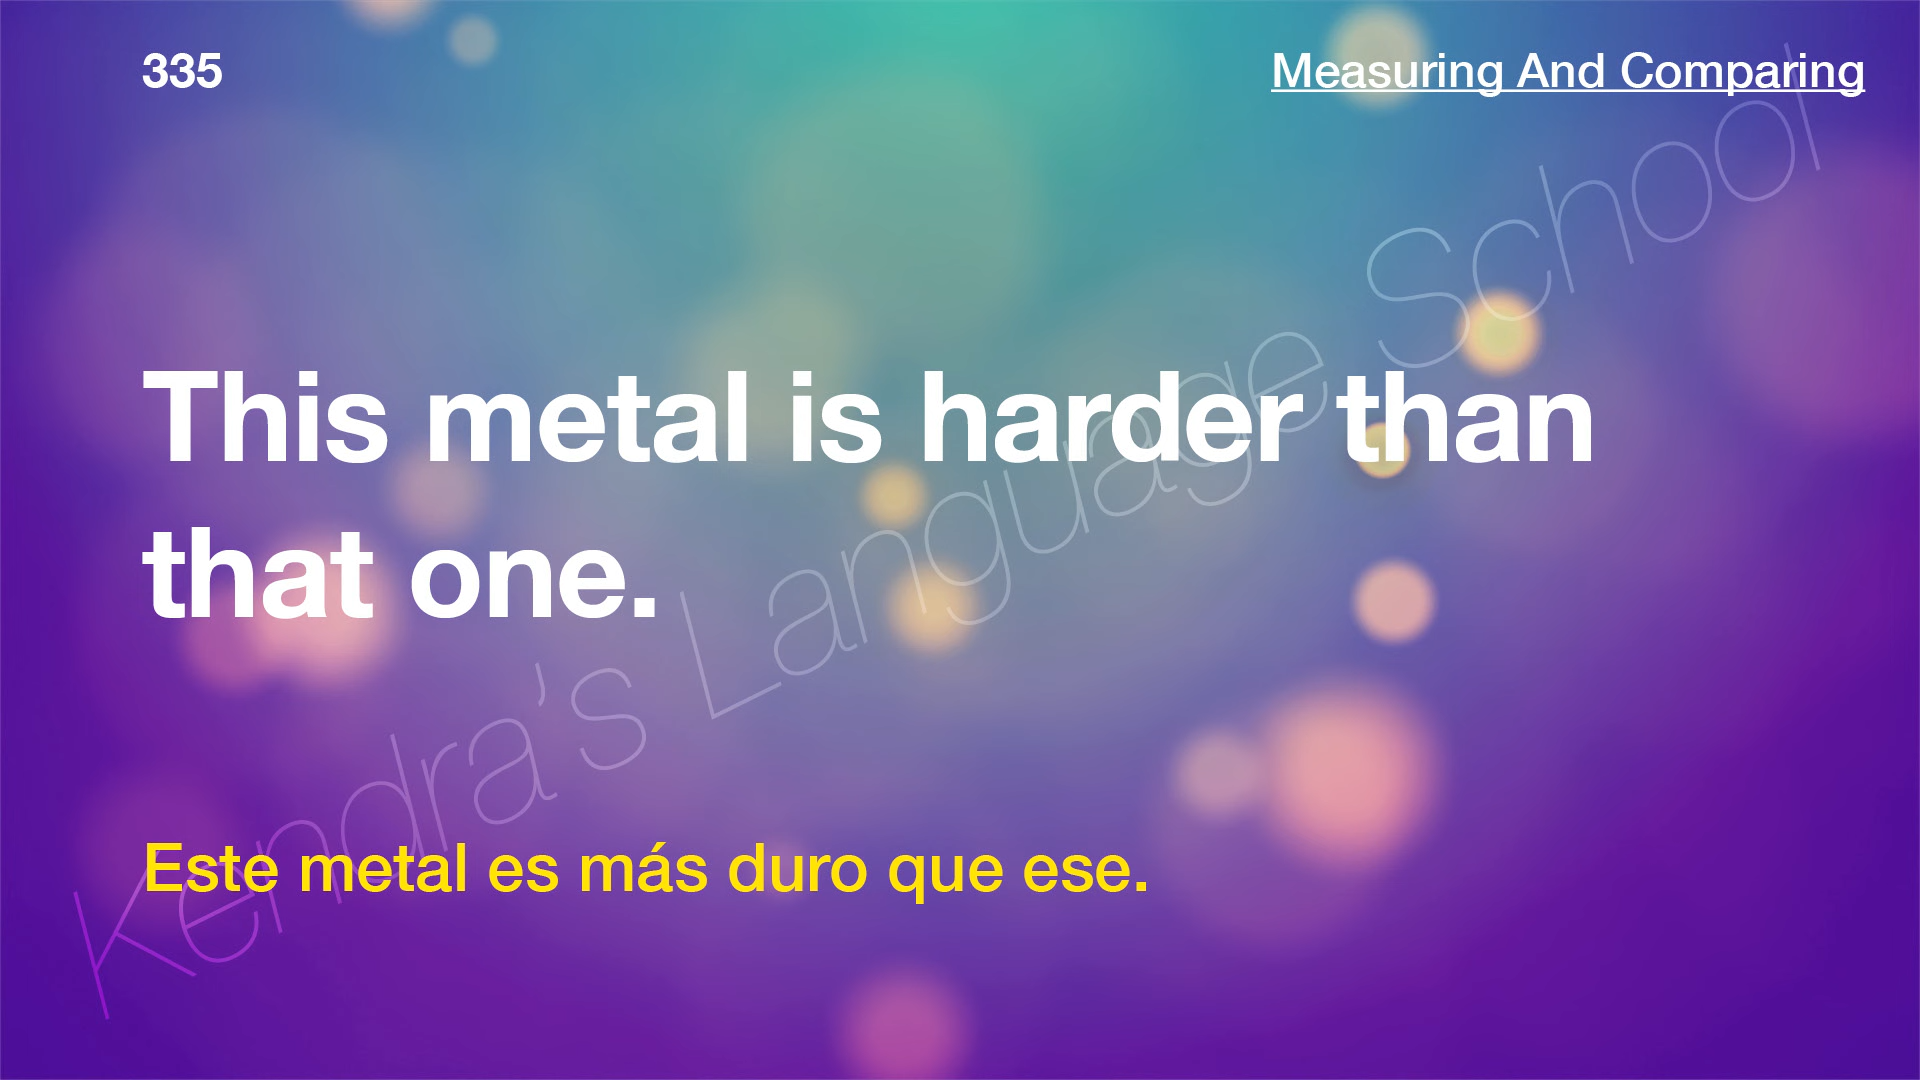 335
Measuring And Comparing
This metal is harder than
that one.
Este metal es más duro que ese.
Kendra's Language School